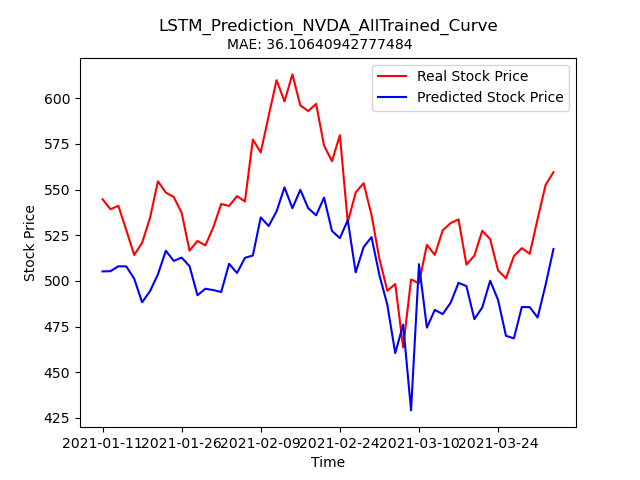 LSTM_Prediction_NVDA_AllTrained_Curve
MAE: 36.10640942777484
Real Stock Price
Predicted Stock Price
600
575
550
525
500
475
450
425
Stock Price
2021-01-11 2021-01-26 2021-02-09 2021-02-24 2021-03-10 2021-03-24
Time